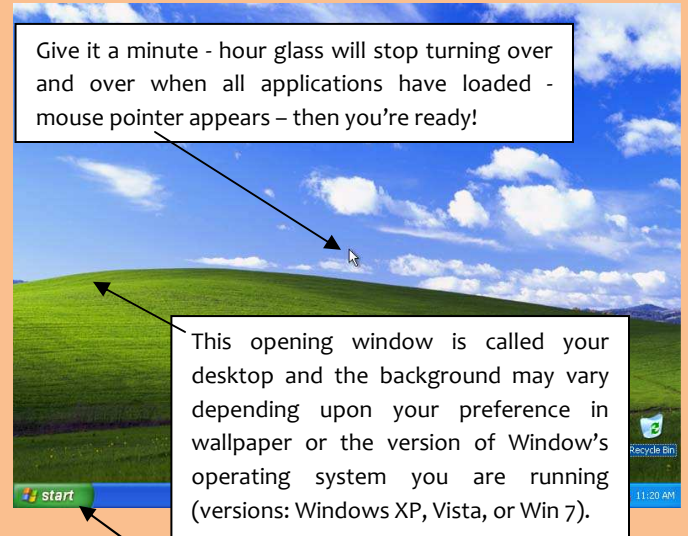 Give it a minute - hour glass will stop turning over
and over when all applications have loaded -
mouse pointer appears – then you're ready!
This opening window is called your
desktop and the background may vary
depending upon your preference in
wallpaper or the version of Window's
operating system you are running
(versions: Windows XP, Vista, or Win 7).
Recycle Bin
start
11:20 AM